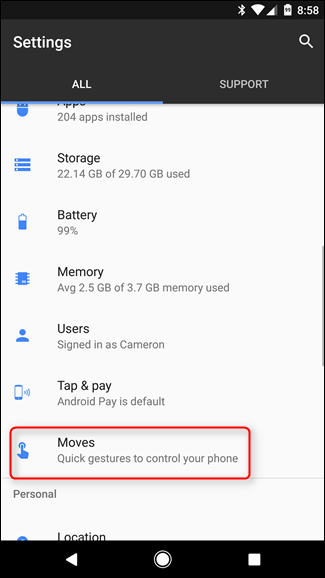 8:58
Settings
ALL
SUPPORT
Apps
204 apps installed
Storage
22.14 GB of 29.70 GB used
Battery
99%
Memory
Avg 2.5 GB of 3.7 GB memory used
Users
Signed in as Cameron
Tap & pay
Android Pay is default
Moves
Quick gestures to control your phone
Personal
Location